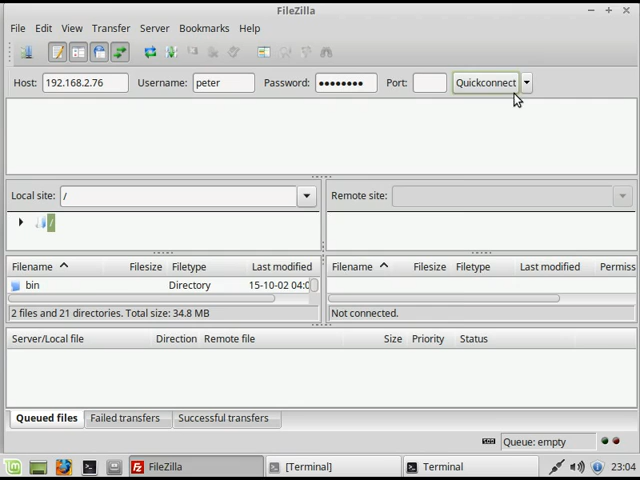 FileZilla
File Edit View Transfer Server Bookmarks Help
Host: 192.168.2.76 Username: peter Password: ●●●●●●●● Port: Quickconnect
Local site: / Remote site:
/
Filename Filesize Filetype Last modified Filename Filesize Filetype Last modified Permiss
bin Directory 15-10-02 04:0
2 files and 21 directories. Total size: 34.8 MB Not connected.
Server/Local file Direction Remote file Size Priority Status
Queued files Failed transfers Successful transfers
Queue: empty
FileZilla [Terminal] Terminal 23:04